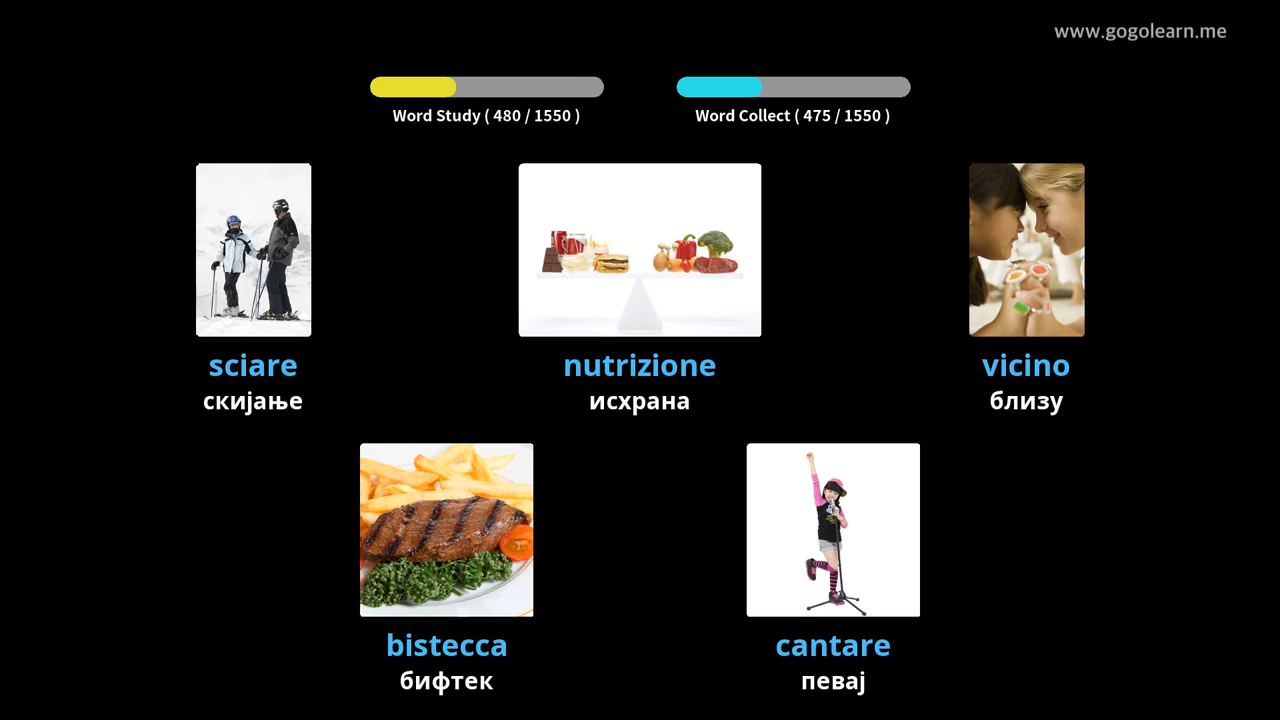 www.gogolearn.me
Word Study ( 480 / 1550 )
Word Collect ( 475 / 1550 )
sciare
скијање
nutrizione
исхрана
vicino
близу
bistecca
бифтек
cantare
певај